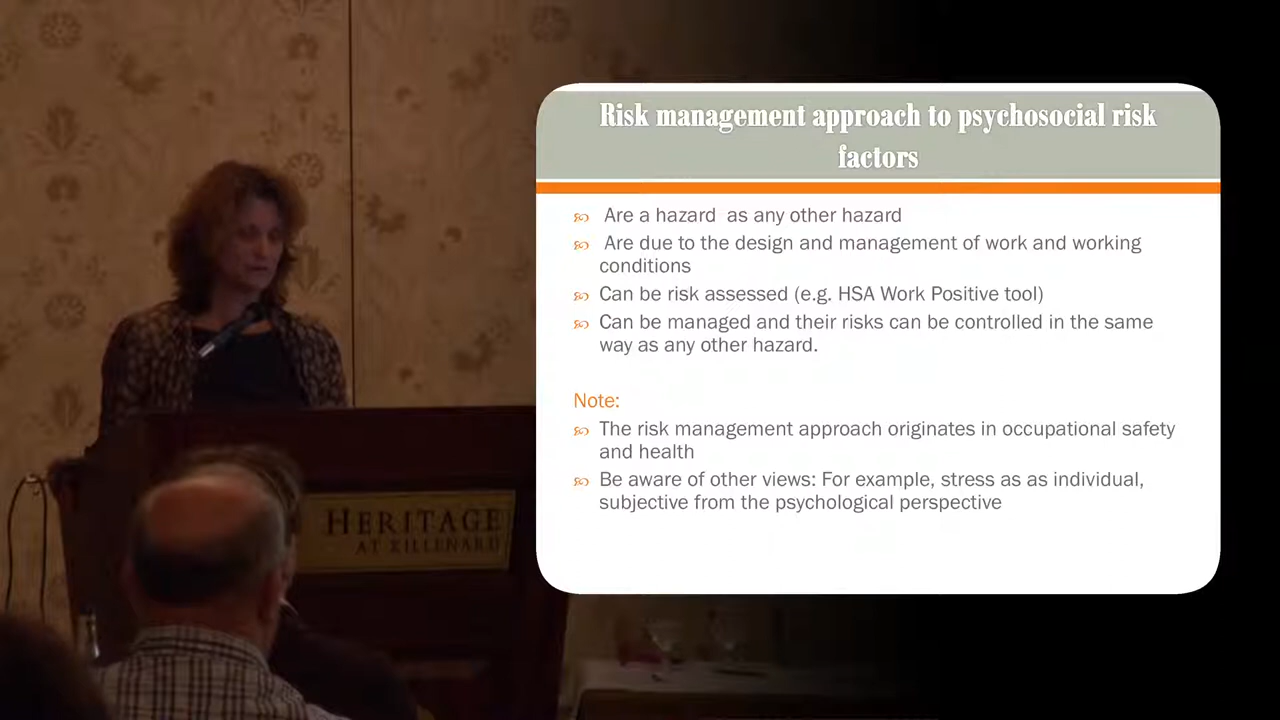 Risk management approach to psychosocial risk
factors
Are a hazard as any other hazard
Are due to the design and management of work and working
conditions
Can be risk assessed (e.g. HSA Work Positive tool)
Can be managed and their risks can be controlled in the same
way as any other hazard.
Note:
The risk management approach originates in occupational safety
and health
Be aware of other views: For example, stress as as individual,
subjective from the psychological perspective
HERITAGE
AT KILLENARD